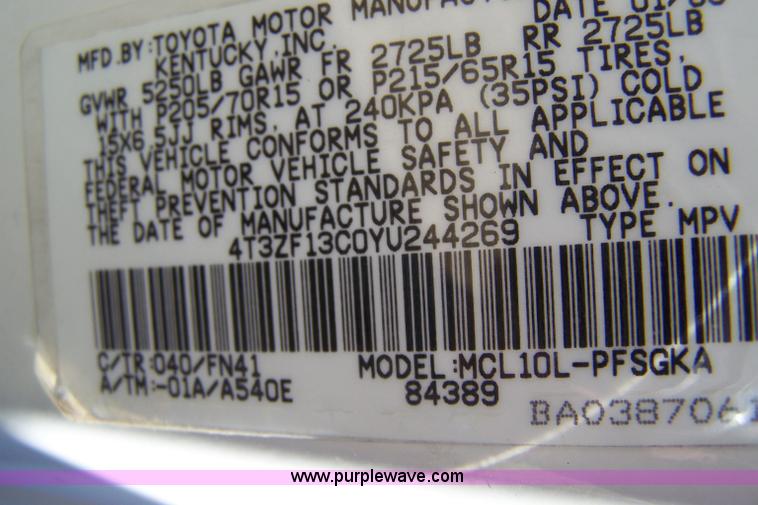 MFD.BY:TOYOTA MOTOR DATE
KENTUCKY,INC.
GVWR 5250LB GAWR FR 2725LB RR 2725LB
WITH P205/70R15 OR P215/65R15 TIRES,
15X6.5JJ RIMS, AT 240KPA (35PSI) COLD
THIS VEHICLE CONFORMS TO ALL APPLICABLE
FEDERAL MOTOR VEHICLE SAFETY AND
THEFT PREVENTION STANDARDS IN EFFECT ON
THE DATE OF MANUFACTURE SHOWN ABOVE.
4T3ZF13C0YU244269 TYPE MPV
C/TR:040/FN41 MODEL:MCL10L-PFSGKA
A/TM:-01A/A540E 84389
BA0387061
www.purplewave.com